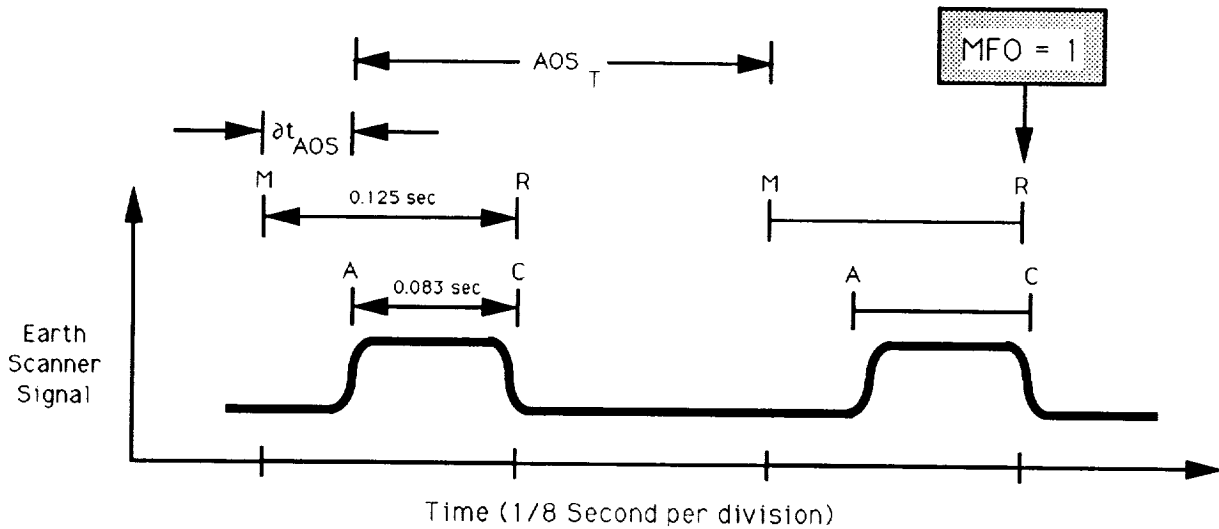 MFO = 1
AOS T
∂t AOS
M
R
M
R
0.125 sec
A
C
A
C
0.083 sec
Earth
Scanner
Signal
Time (1/8 Second per division)